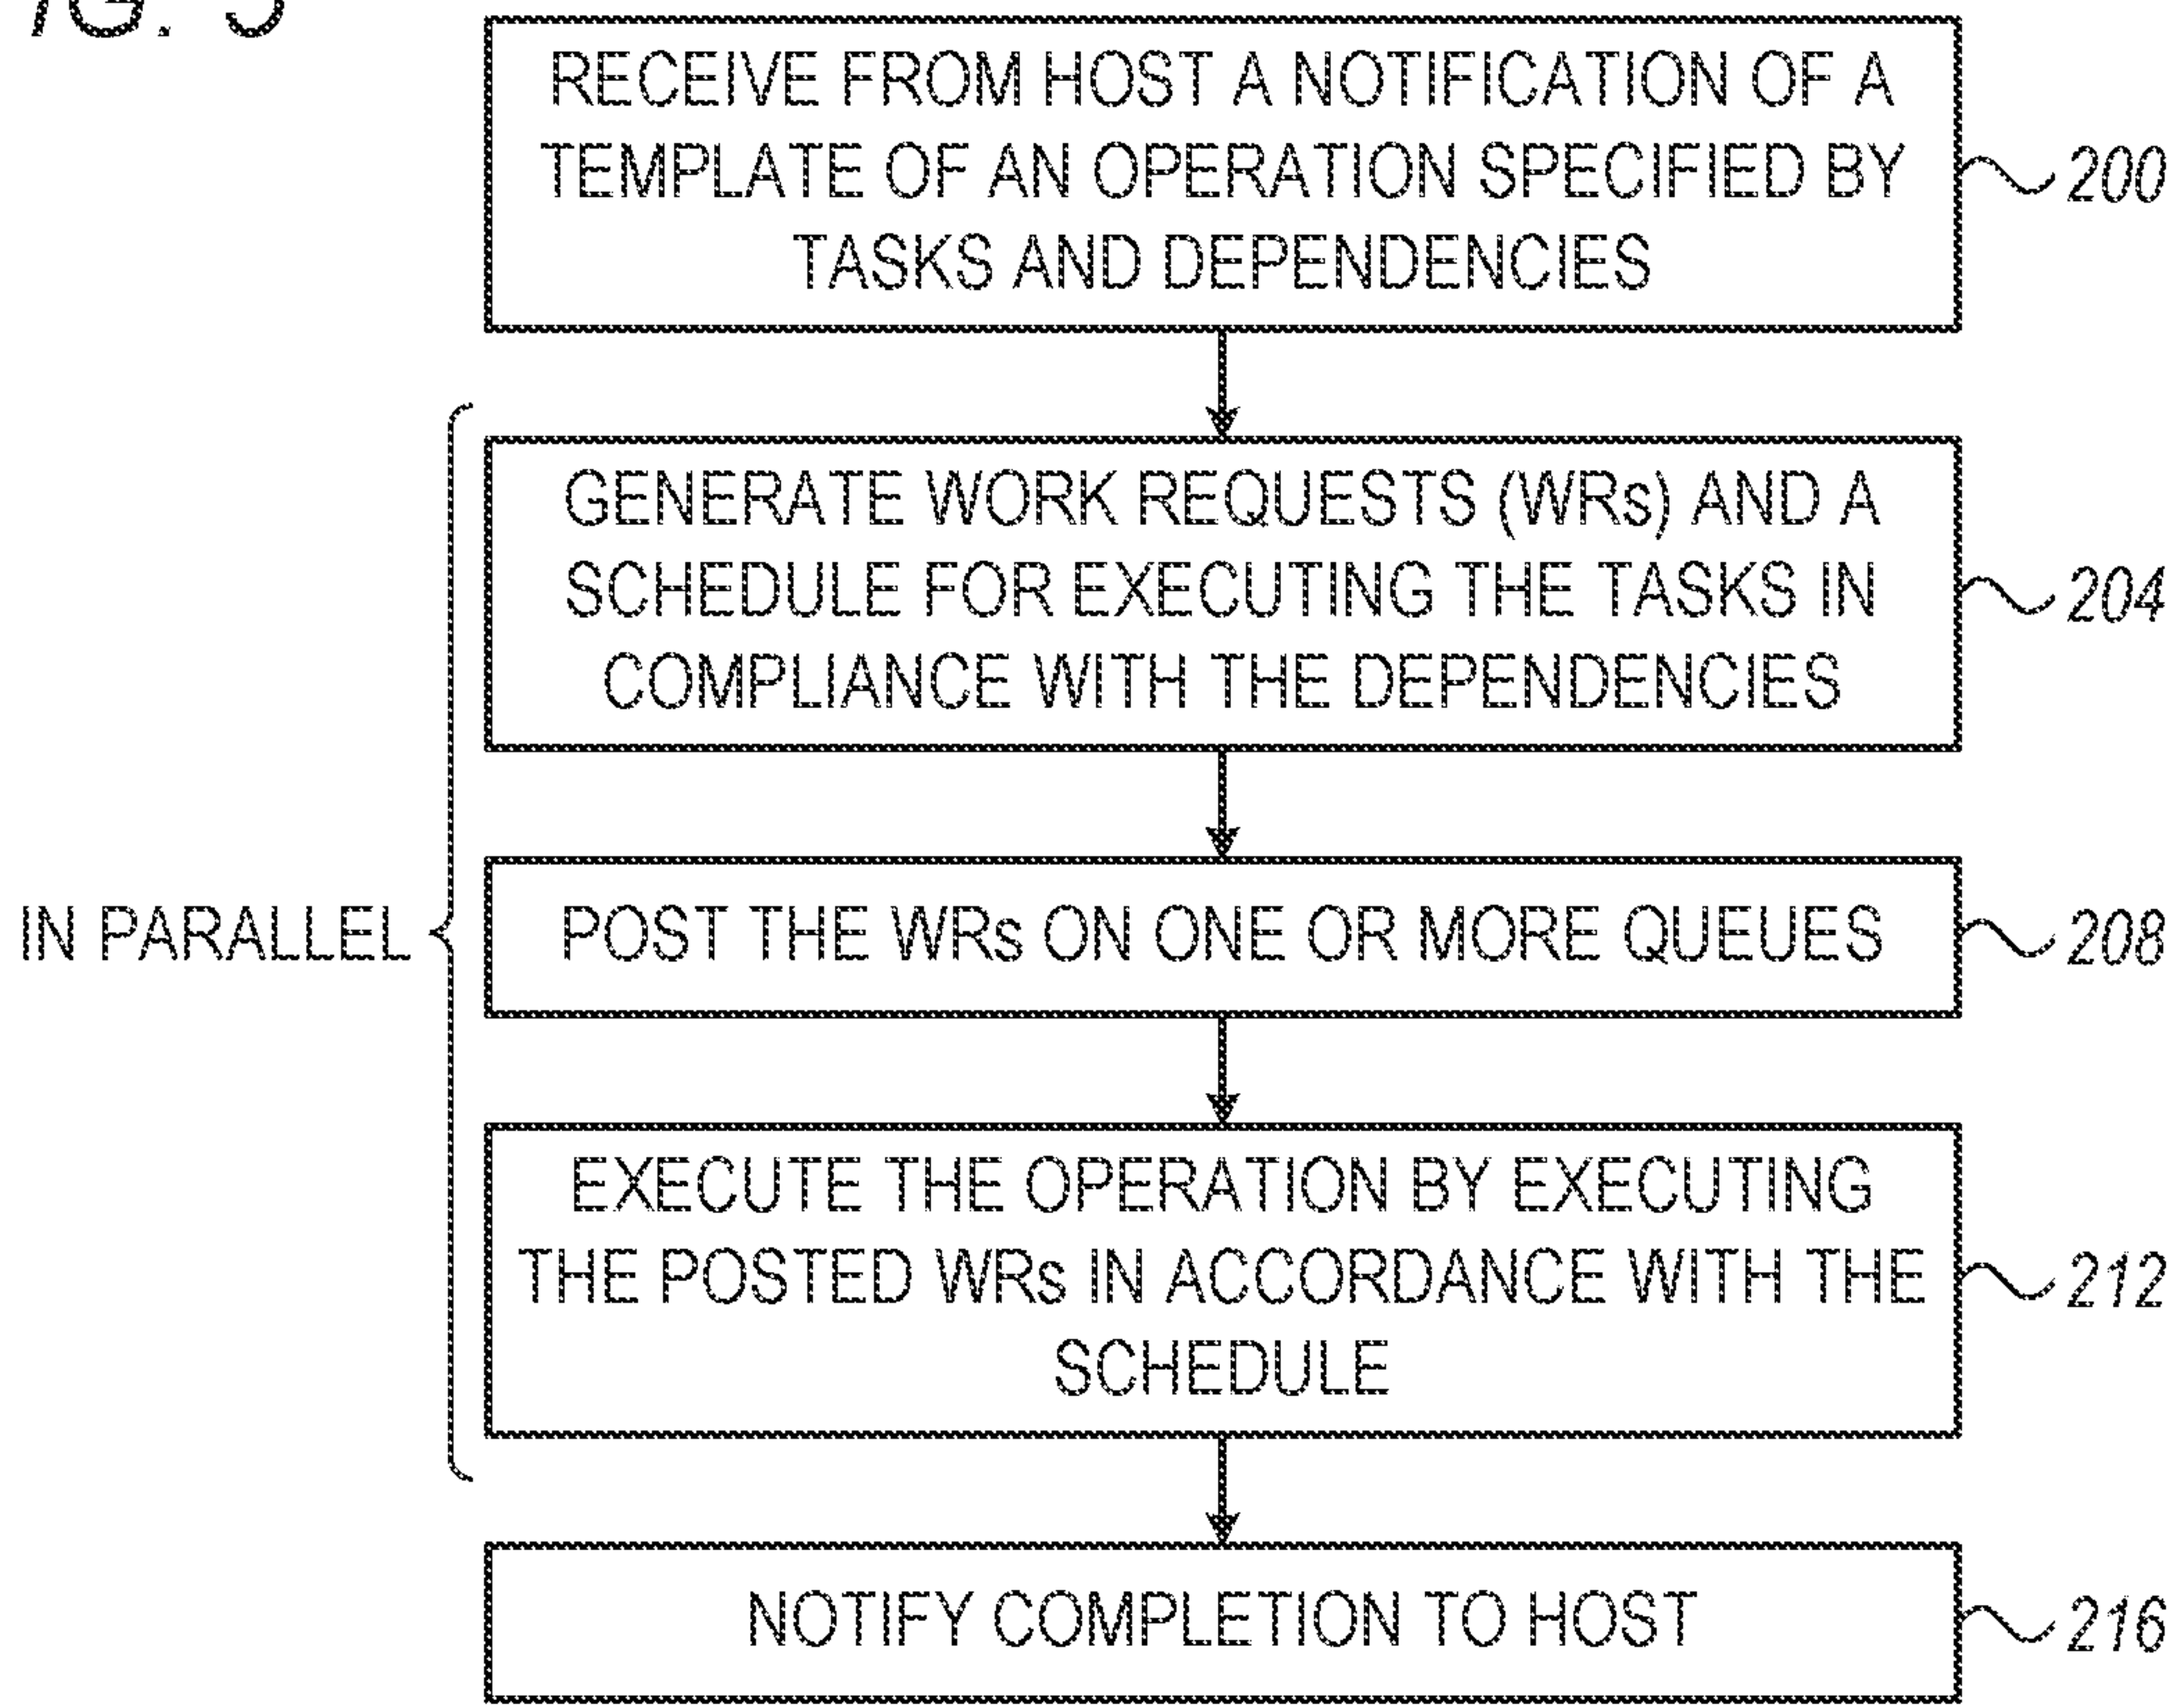 IG. 3
RECEIVE FROM HOST A NOTIFICATION OF A
TEMPLATE OF AN OPERATION SPECIFIED BY
TASKS AND DEPENDENCIES
200
GENERATE WORK REQUESTS (WRs) AND A
SCHEDULE FOR EXECUTING THE TASKS IN
COMPLIANCE WITH THE DEPENDENCIES
204
IN PARALLEL
POST THE WRs ON ONE OR MORE QUEUES
208
EXECUTE THE OPERATION BY EXECUTING
THE POSTED WRs IN ACCORDANCE WITH THE
SCHEDULE
212
NOTIFY COMPLETION TO HOST
216